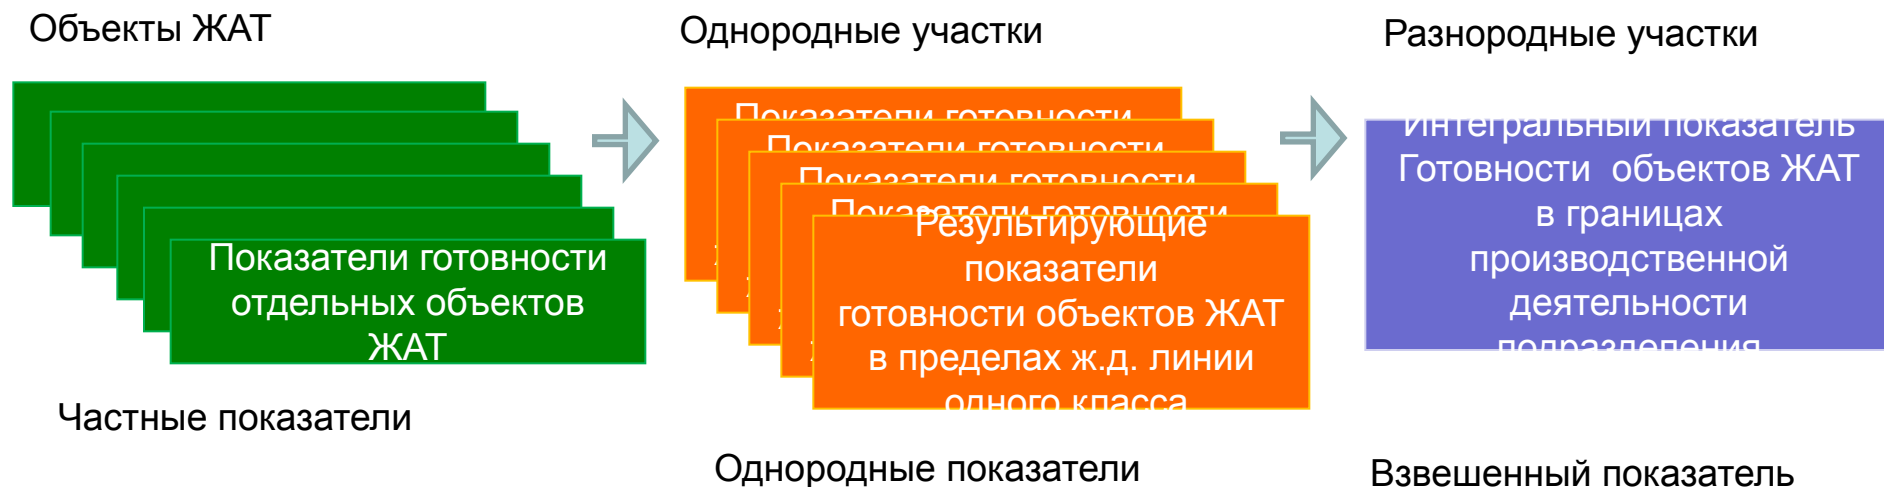 Объекты ЖАТ
Показатели готовности
отдельных объектов
ЖАТ
Частные показатели
Однородные участки
Показатели готовности
Показатели готовности
Показатели готовности
Показатели готовности
Результирующие
показатели
готовности объектов ЖАТ
в пределах ж.д. линии
одного класса
Однородные показатели
Разнородные участки
Интегральный показатель
Готовности объектов ЖАТ
в границах
производственной
деятельности
подразделения
Взвешенный показатель